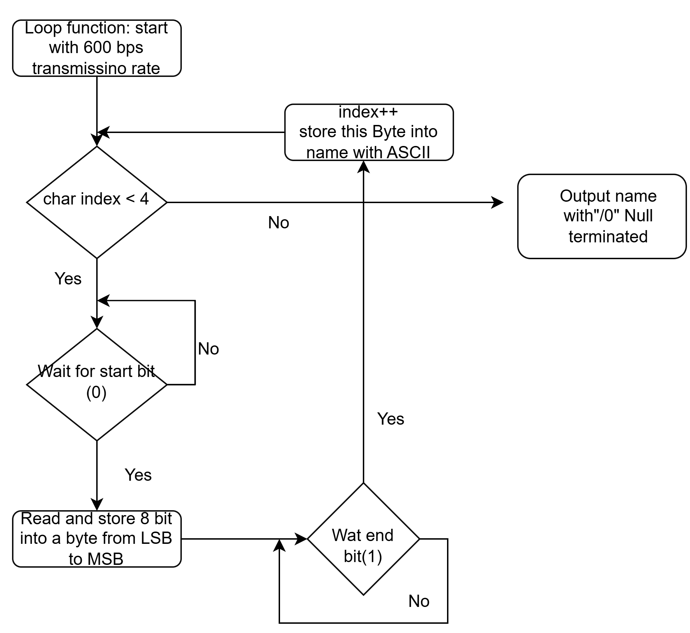 Loop function: start
with 600 bps
transmissino rate
index++
store this Byte into
name with ASCII
char index < 4
Output name
with"/0" Null
terminated
No
Yes
No
Wait for start bit
(0)
Yes
Yes
Read and store 8 bit
into a byte from LSB
to MSB
Wat end
bit(1)
No